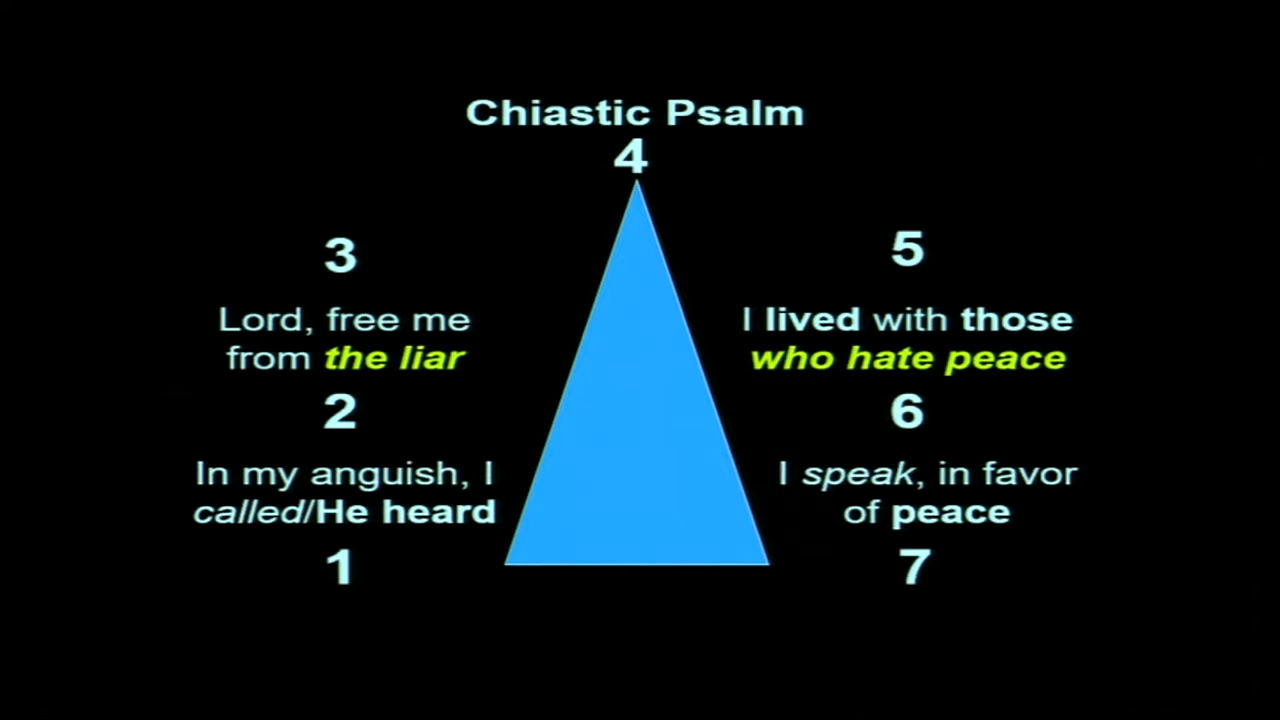 Chiastic Psalm
4
3
5
Lord, free me
from the liar
I lived with those
who hate peace
2
6
In my anguish, I
called/He heard
I speak, in favor
of peace
1
7